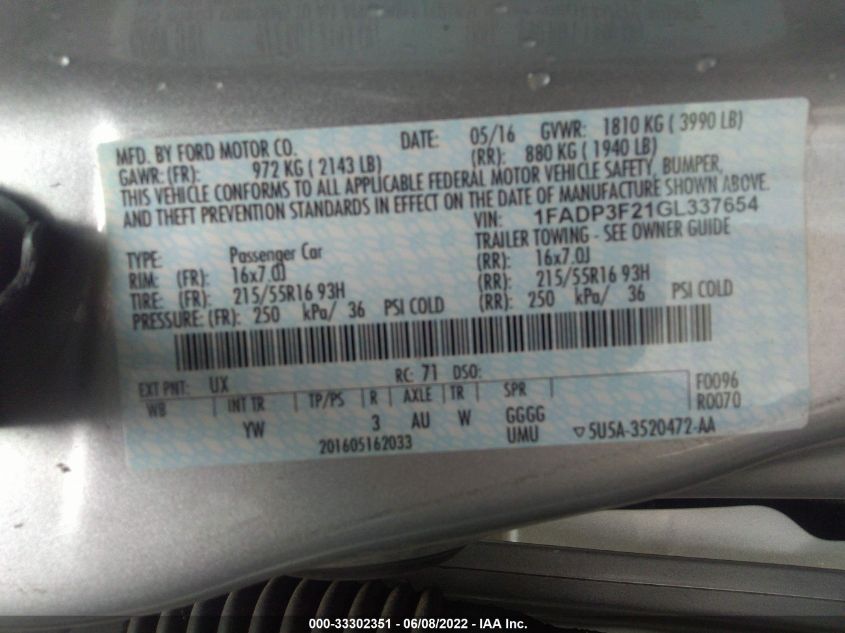 MFD. BY FORD MOTOR CO. DATE: 05/16 GVWR: 1810 KG ( 3990 LB)
GAWR: (FR): 972 KG ( 2143 LB) (RR): 880 KG ( 1940 LB)
THIS VEHICLE CONFORMS TO ALL APPLICABLE FEDERAL MOTOR VEHICLE SAFETY, BUMPER,
AND THEFT PREVENTION STANDARDS IN EFFECT ON THE DATE OF MANUFACTURE SHOWN ABOVE.
VIN: 1FADP3F21GL337654
TYPE: Passenger Car TRAILER TOWING - SEE OWNER GUIDE
RIM: (FR): 16x7.0J (RR): 16x7.0J
TIRE: (FR): 215/55R16 93H (RR): 215/55R16 93H
PRESSURE: (FR): 250 kPa/ 36 PSI COLD (RR): 250 kPa/ 36 PSI COLD
EXT PNT: UX RC: 71 DSO: F0096
WB INT TR TP/PS R AXLE TR SPR R0070
YW 3 AU W GGGG
201605162033 UMU ▽5U5A-3520472-AA
000-33302351 - 06/08/2022 - IAA Inc.